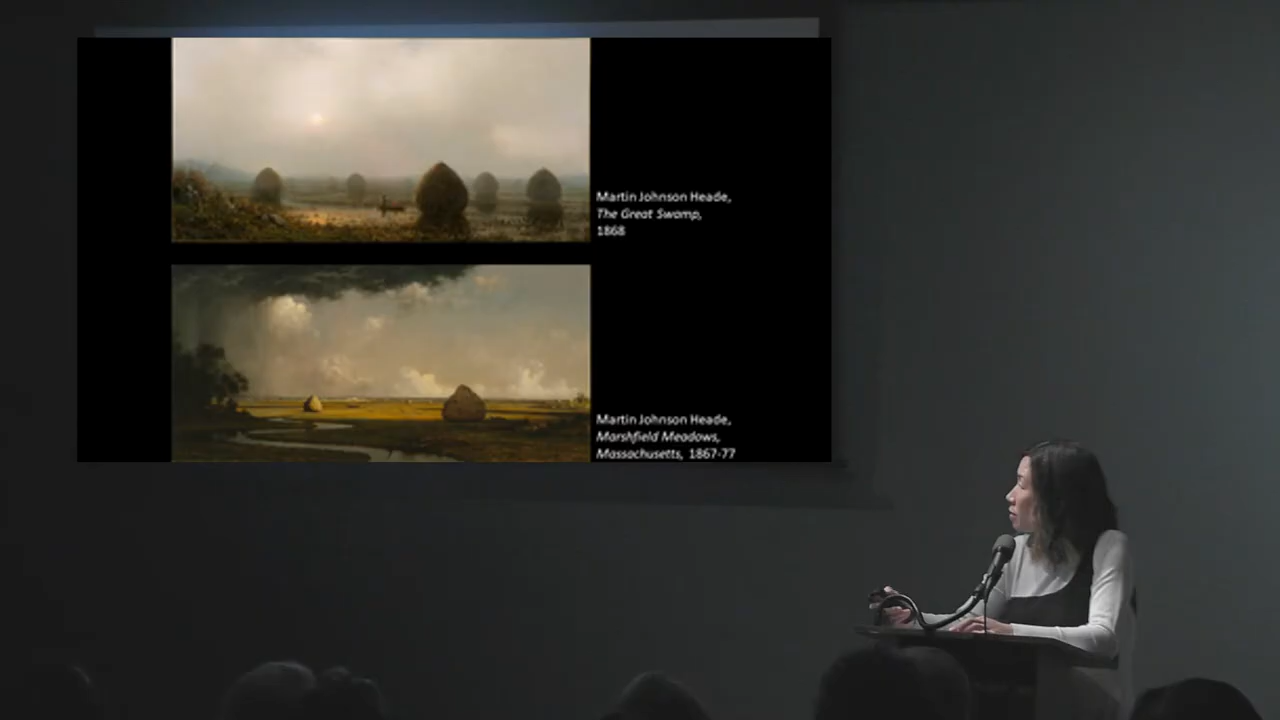 Martin Johnson Heade,
The Great Swamp,
1868
Martin Johnson Heade,
Marshfield Meadows,
Massachusetts, 1867-77